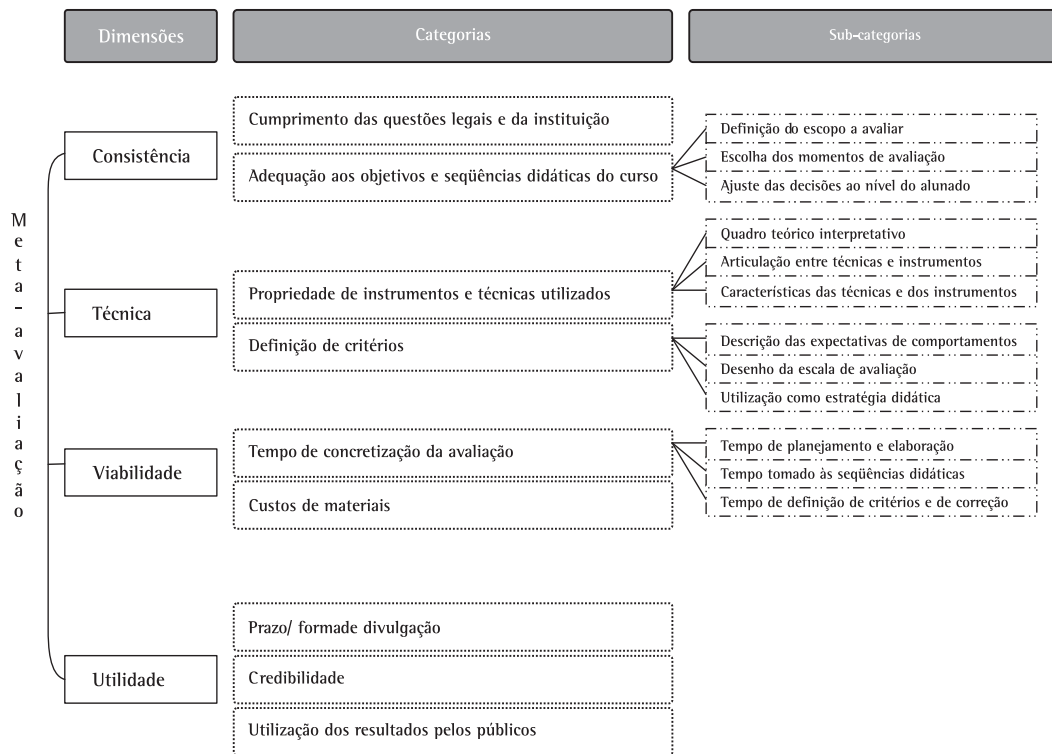 Dimensões
Categorias
Sub-categorias
Meta-avaliação
Consistência
Cumprimento das questões legais e da instituição
Adequação aos objetivos e seqüências didáticas do curso
Definição do escopo a avaliar
Escolha dos momentos de avaliação
Ajuste das decisões ao nível do alunado
Técnica
Propriedade de instrumentos e técnicas utilizados
Quadro teórico interpretativo
Articulação entre técnicas e instrumentos
Características das técnicas e dos instrumentos
Definição de critérios
Descrição das expectativas de comportamentos
Desenho da escala de avaliação
Utilização como estratégia didática
Viabilidade
Tempo de concretização da avaliação
Tempo de planejamento e elaboração
Tempo tomado às seqüências didáticas
Tempo de definição de critérios e de correção
Custos de materiais
Utilidade
Prazo/ formade divulgação
Credibilidade
Utilização dos resultados pelos públicos